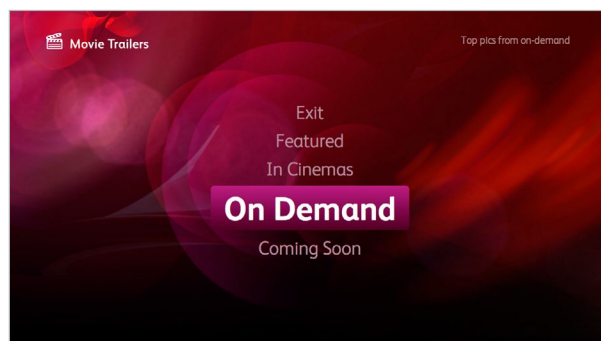 Movie Trailers
Top pics from on-demand
Exit
Featured
In Cinemas
On Demand
Coming Soon